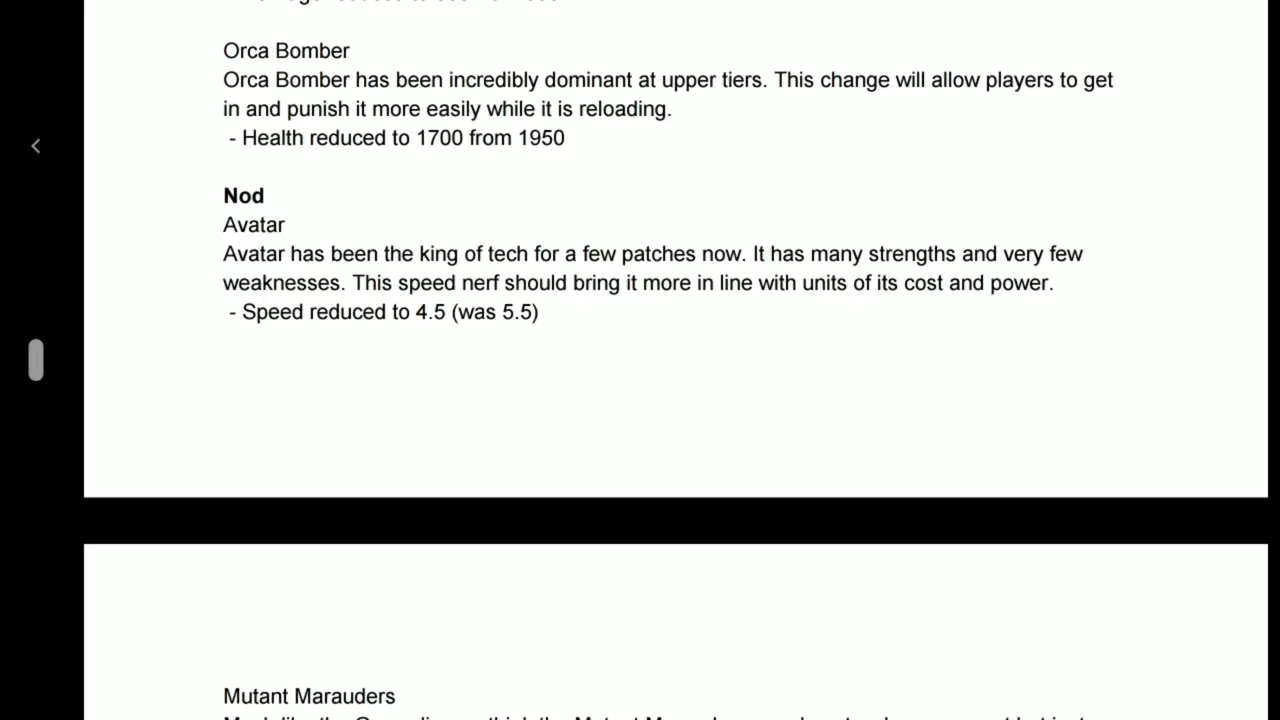 Orca Bomber
Orca Bomber has been incredibly dominant at upper tiers. This change will allow players to get
in and punish it more easily while it is reloading.
- Health reduced to 1700 from 1950
Nod
Avatar
Avatar has been the king of tech for a few patches now. It has many strengths and very few
weaknesses. This speed nerf should bring it more in line with units of its cost and power.
- Speed reduced to 4.5 (was 5.5)
Mutant Marauders